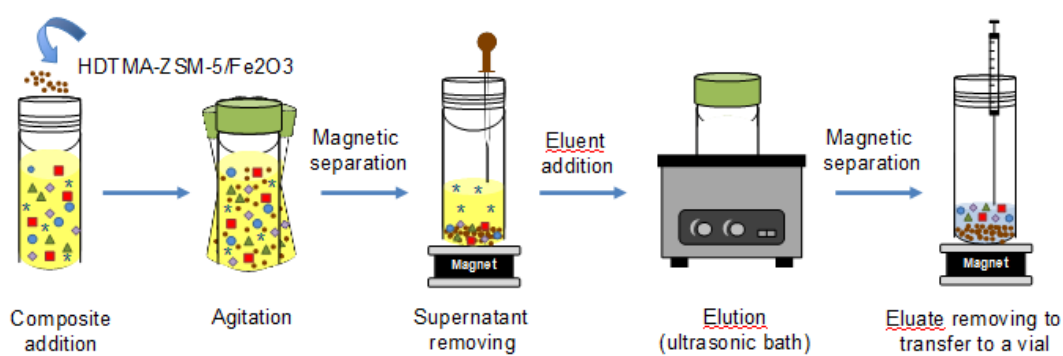 HDTMA-ZSM-5/Fe2O3
Magnetic
separation
Eluent
addition
Magnetic
separation
Magnet
Magnet
Composite
addition
Agitation
Supernatant
removing
Elution
(ultrasonic bath)
Eluate removing to
transfer to a vial